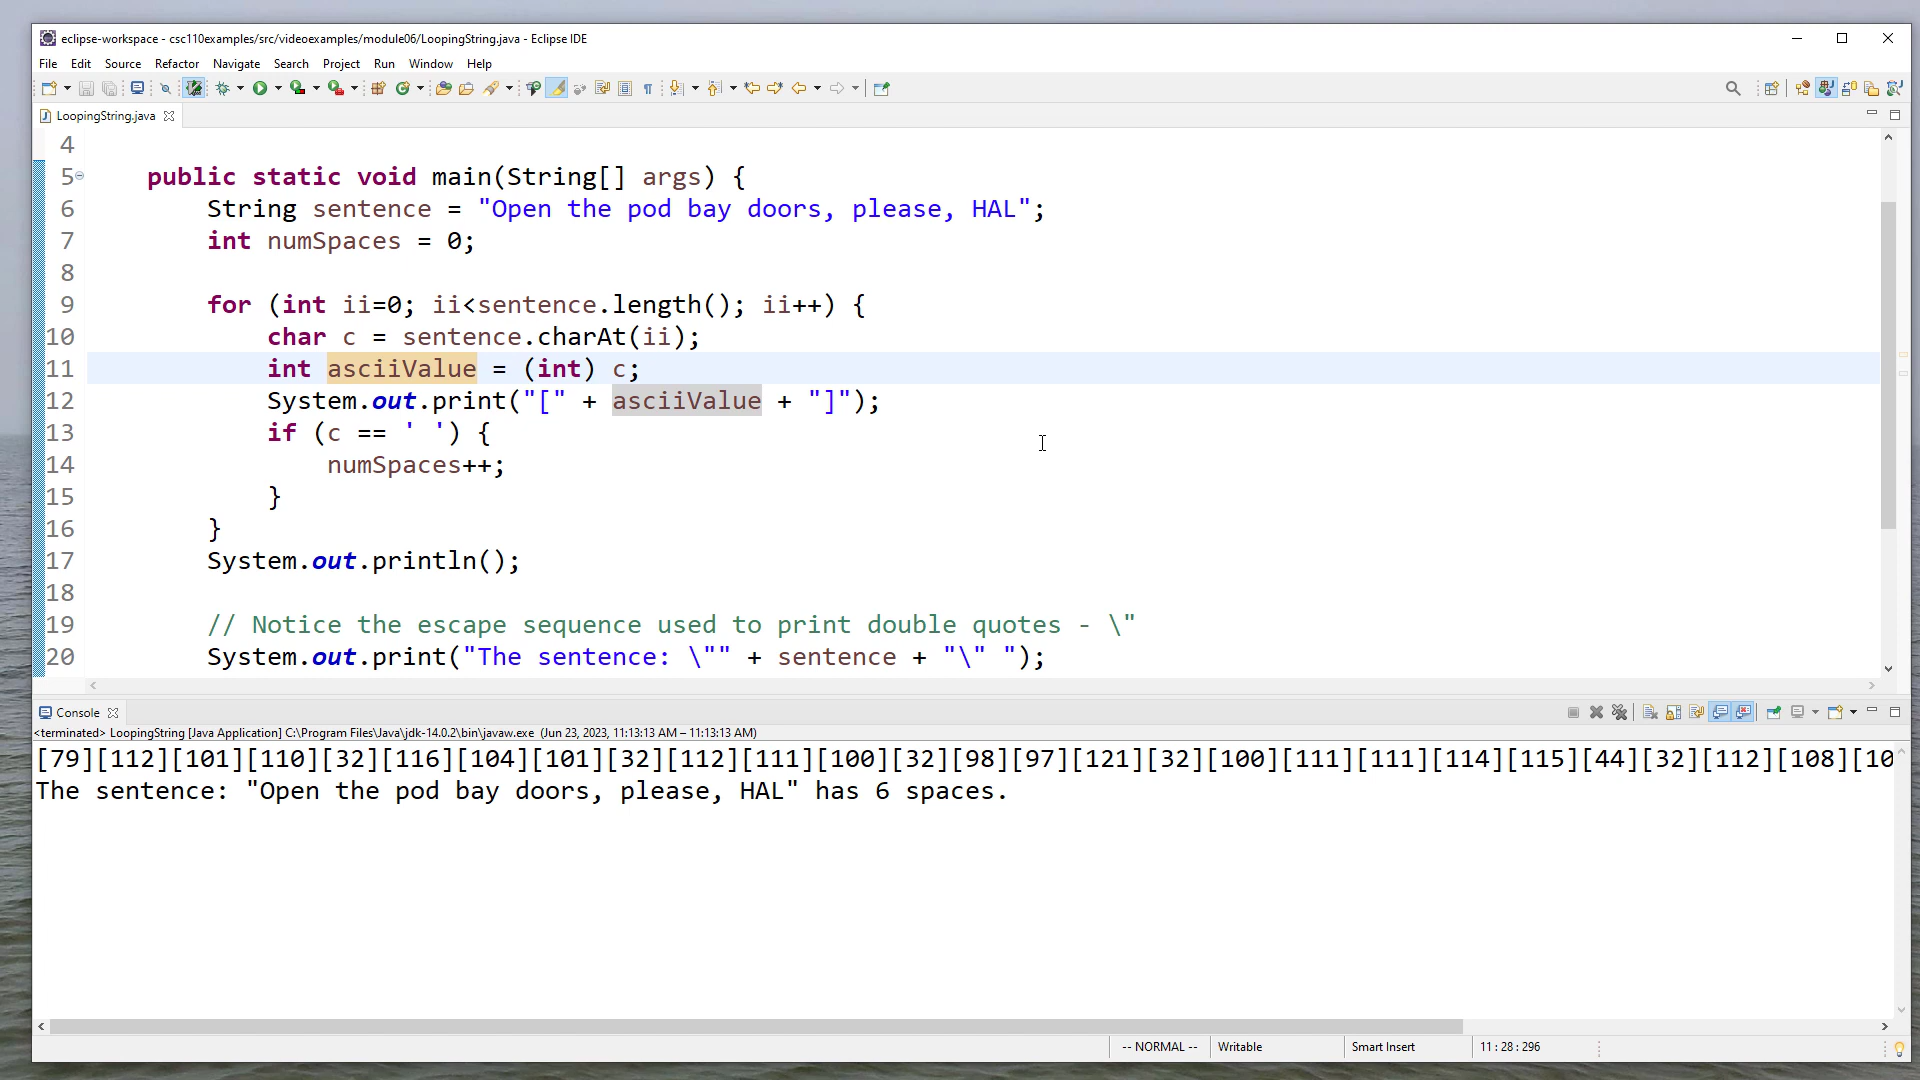 eclipse-workspace - csc110examples/src/videoexamples/module06/LoopingString.java - Eclipse IDE
File Edit Source Refactor Navigate Search Project Run Window Help
LoopingString.java
4
5 public static void main(String[] args) {
6 String sentence = "Open the pod bay doors, please, HAL";
7 int numSpaces = 0;
8
9 for (int ii=0; ii<sentence.length(); ii++) {
10 char c = sentence.charAt(ii);
11 int asciiValue = (int) c;
12 System.out.print("[" + asciiValue + "]");
13 if (c == ' ') {
14 numSpaces++;
15 }
16 }
17 System.out.println();
18
19 // Notice the escape sequence used to print double quotes - \"
20 System.out.print("The sentence: \"" + sentence + "\" ");
Console
<terminated> LoopingString [Java Application] C:\Program Files\Java\jdk-14.0.2\bin\javaw.exe (Jun 23, 2023, 11:13:13 AM – 11:13:13 AM)
[79][112][101][110][32][116][104][101][32][112][111][100][32][98][97][121][32][100][111][111][114][115][44][32][112][108][10
The sentence: "Open the pod bay doors, please, HAL" has 6 spaces.
-- NORMAL -- Writable Smart Insert 11 : 28 : 296